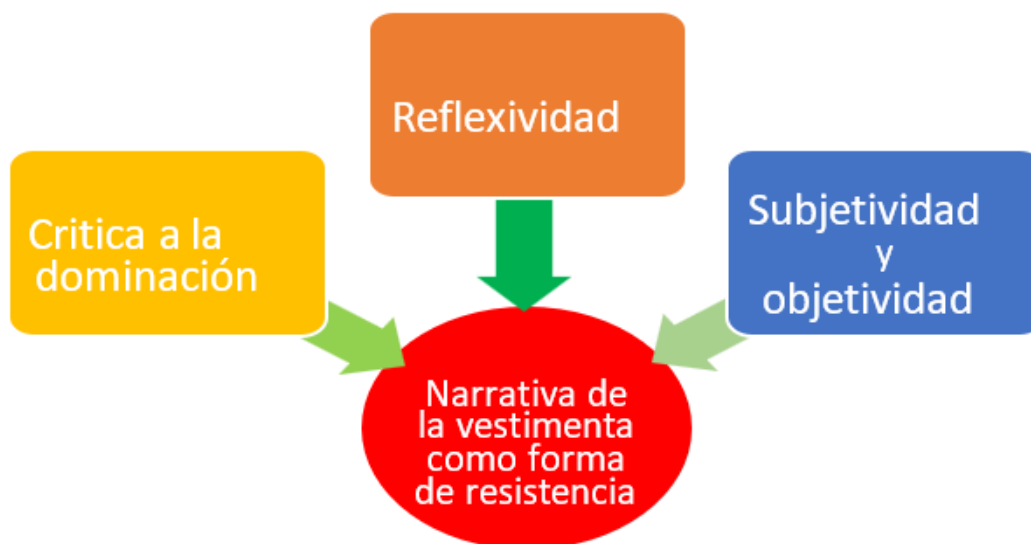 Reflexividad
Critica a la
dominación
Subjetividad
y
objetividad
Narrativa de
la vestimenta
como forma
de resistencia